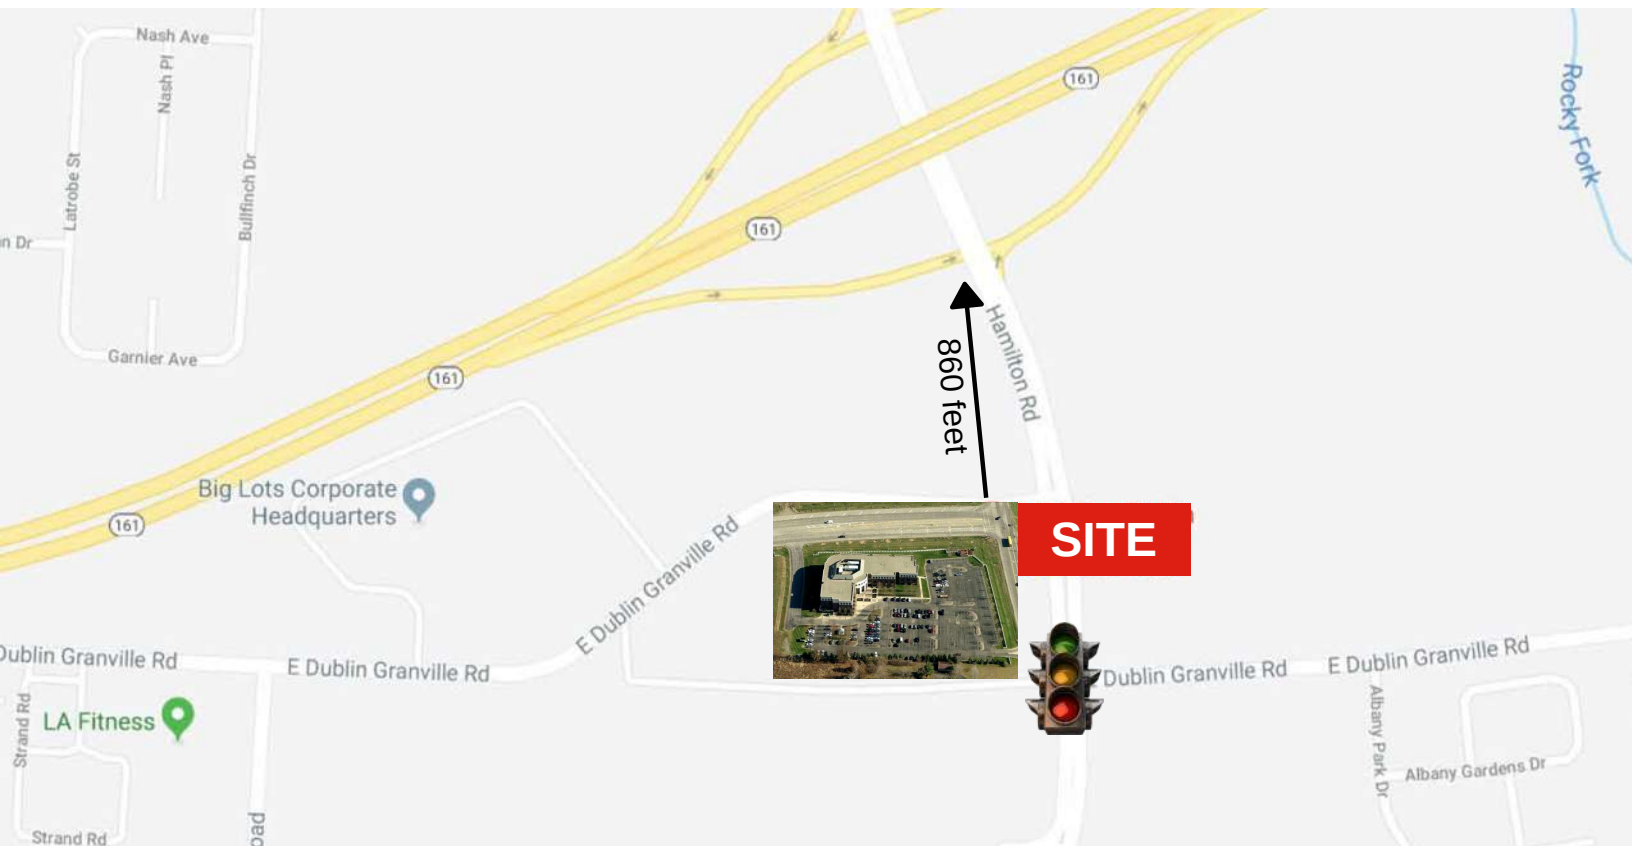 Nash Ave
Nash Pl
161
Rocky Fork
Latrobe St
Bullfinch Dr
161
n Dr
Hamilton Rd
Garnier Ave
860 feet
161
Big Lots Corporate
Headquarters
161
E Dublin Granville Rd
SITE
Dublin Granville Rd
E Dublin Granville Rd
Dublin Granville Rd
E Dublin Granville Rd
Strand Rd
LA Fitness
Albany Park Dr
Albany Gardens Dr
Strand Rd
oad